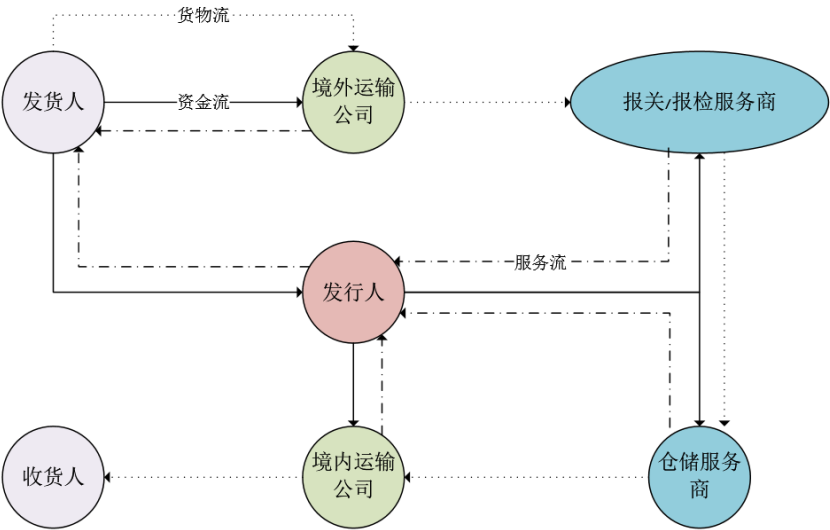 货物流
发货人
资金流
境外运输
公司
报关/报检服务商
服务流
发行人
收货人
境内运输
公司
仓储服务
商